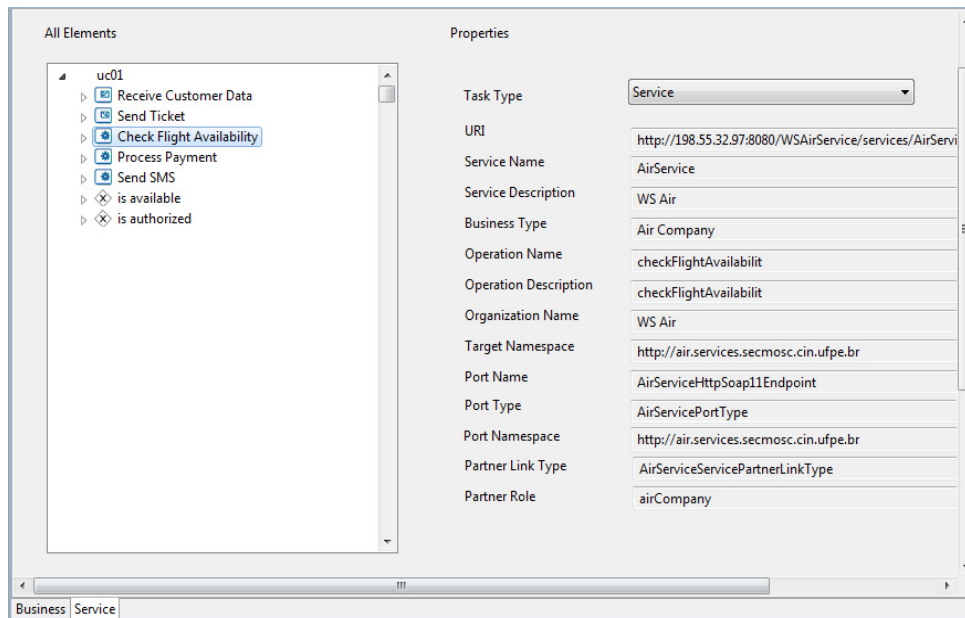 All Elements
Properties
uc01
Receive Customer Data
Send Ticket
Check Flight Availability
Process Payment
Send SMS
is available
is authorized
Task Type
Service
URI
http://198.55.32.97:8080/WSAirService/services/AirServi
Service Name
AirService
Service Description
WS Air
Business Type
Air Company
Operation Name
checkFlightAvailabilit
Operation Description
checkFlightAvailabilit
Organization Name
WS Air
Target Namespace
http://air.services.secmosc.cin.ufpe.br
Port Name
AirServiceHttpSoap11Endpoint
Port Type
AirServicePortType
Port Namespace
http://air.services.secmosc.cin.ufpe.br
Partner Link Type
AirServiceServicePartnerLinkType
Partner Role
airCompany
Business
Service